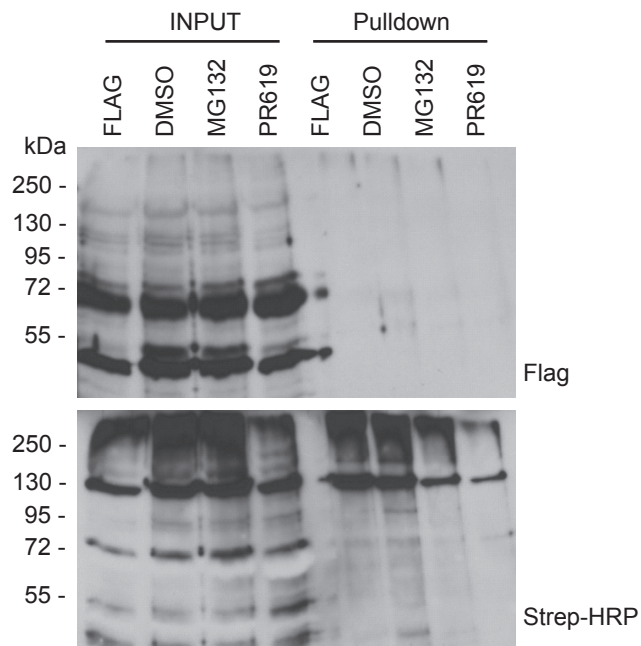 INPUT Pulldown
FLAG DMSO MG132 PR619 FLAG DMSO MG132 PR619
kDa
250 -
130 -
95 -
72 -
55 -
Flag
250 -
130 -
95 -
72 -
55 -
Strep-HRP